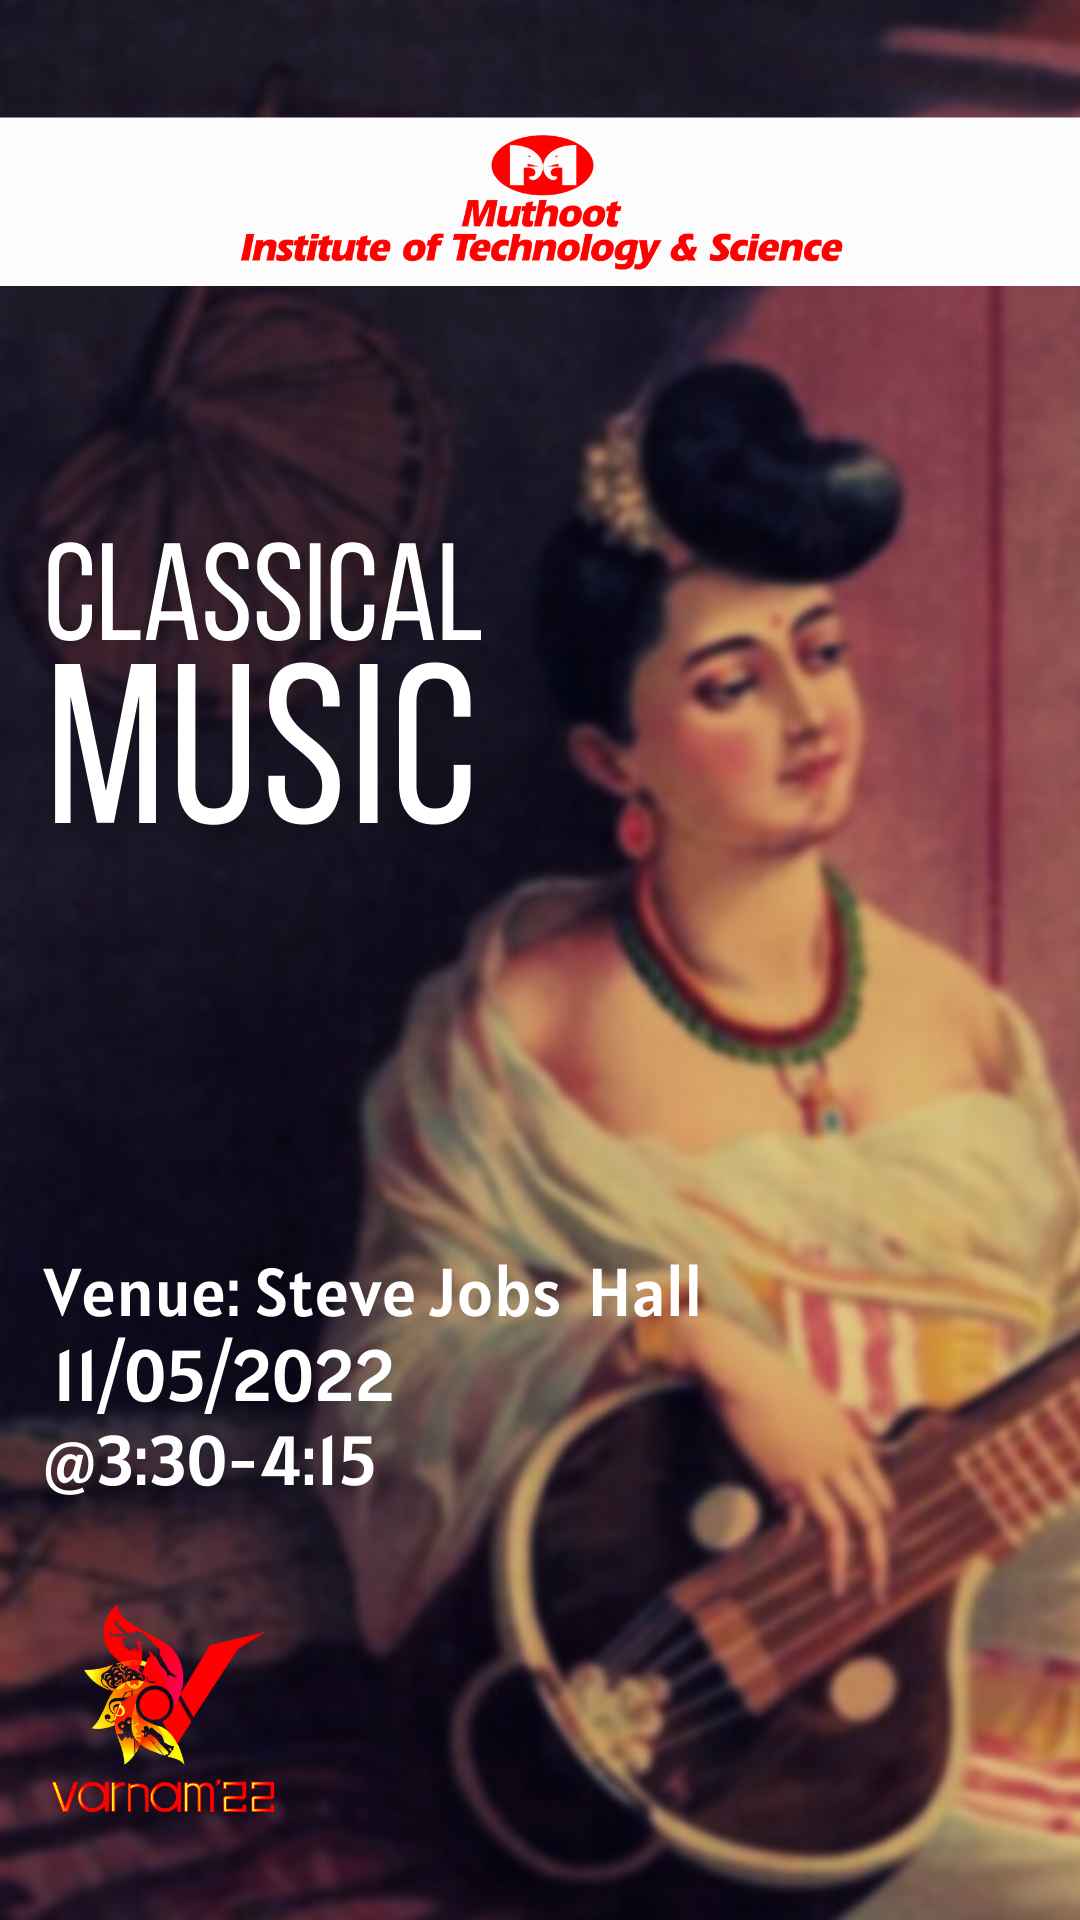 Muthoot
Institute of Technology & Science
CLASSICAL
MUSIC
Venue: Steve Jobs Hall
11/05/2022
@3:30-4:15
varnam'22